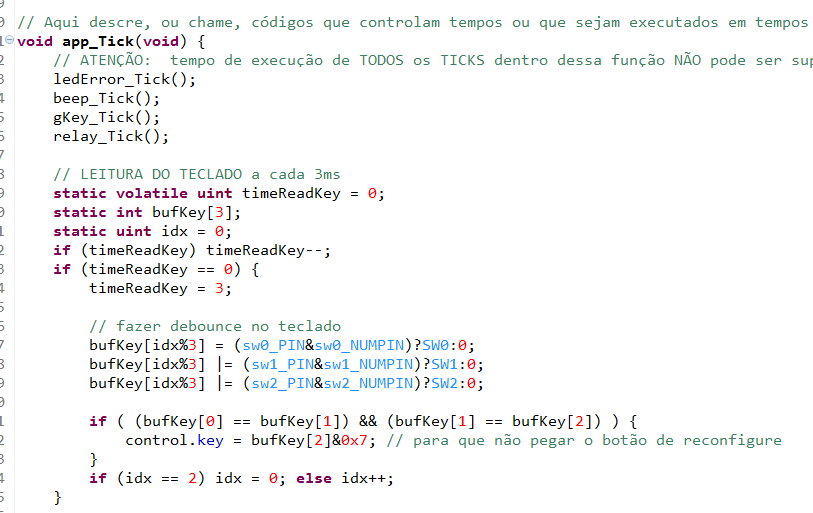 // Aqui descre, ou chame, códigos que controlam tempos ou que sejam executados em tempos
void app_Tick(void) {
    // ATENÇÃO:  tempo de execução de TODOS os TICKS dentro dessa função NÃO pode ser
    ledError_Tick();
    beep_Tick();
    gKey_Tick();
    relay_Tick();

    // LEITURA DO TECLADO a cada 3ms
    static volatile uint timeReadKey = 0;
    static int bufKey[3];
    static uint idx = 0;
    if (timeReadKey) timeReadKey--;
    if (timeReadKey == 0) {
        timeReadKey = 3;

        // fazer debounce no teclado
        bufKey[idx%3] = (sw0_PIN&sw0_NUMPIN)?SW0:0;
        bufKey[idx%3] |= (sw1_PIN&sw1_NUMPIN)?SW1:0;
        bufKey[idx%3] |= (sw2_PIN&sw2_NUMPIN)?SW2:0;

        if ( (bufKey[0] == bufKey[1]) && (bufKey[1] == bufKey[2]) ) {
            control.key = bufKey[2]&0x7; // para que não pegar o botão de reconfigure
        }
        if (idx == 2) idx = 0; else idx++;
    }